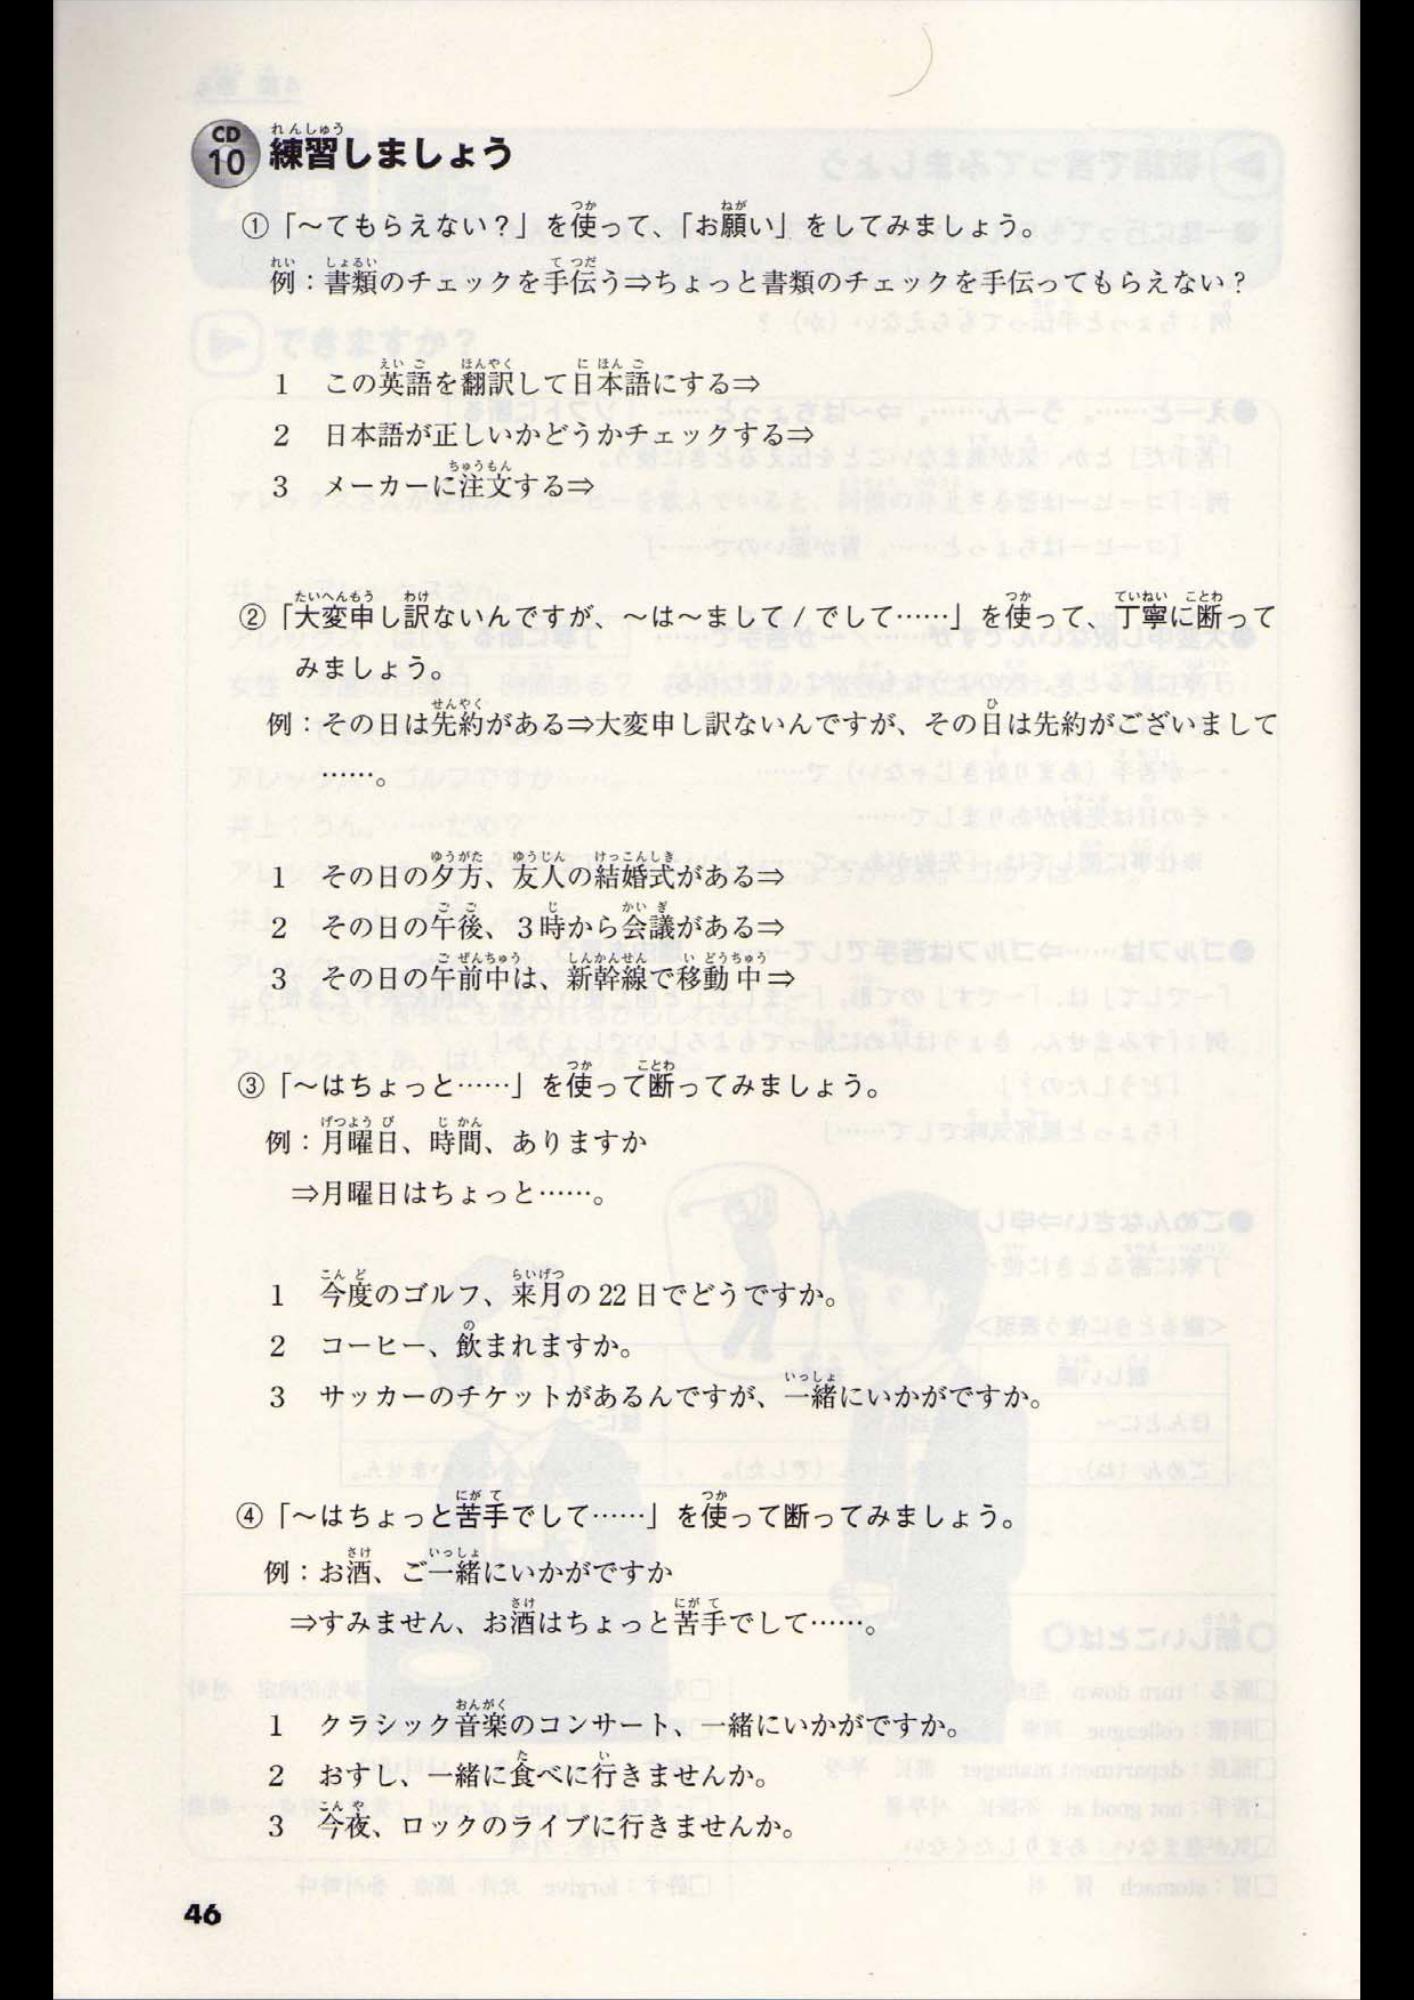 CD
10
練習しましょう
①「～てもらえない？」を使って、「お願い」をしてみましょう。
例：書類のチェックを手伝う⇒ちょっと書類のチェックを手伝ってもらえない？
1　この英語を翻訳して日本語にする⇒
2　日本語が正しいかどうかチェックする⇒
3　メーカーに注文する⇒
②「大変申し訳ないんですが、～は～まして / でして……」を使って、丁寧に断って
みましょう。
例：その日は先約がある⇒大変申し訳ないんですが、その日は先約がございまして
……。
1　その日の夕方、友人の結婚式がある⇒
2　その日の午後、3時から会議がある⇒
3　その日の午前中は、新幹線で移動中⇒
③「～はちょっと……」を使って断ってみましょう。
例：月曜日、時間、ありますか
⇒月曜日はちょっと……。
1　今度のゴルフ、来月の22日でどうですか。
2　コーヒー、飲まれますか。
3　サッカーのチケットがあるんですが、一緒にいかがですか。
④「～はちょっと苦手でして……」を使って断ってみましょう。
例：お酒、ご一緒にいかがですか
⇒すみません、お酒はちょっと苦手でして……。
1　クラシック音楽のコンサート、一緒にいかがですか。
2　おすし、一緒に食べに行きませんか。
3　今夜、ロックのライブに行きませんか。
46